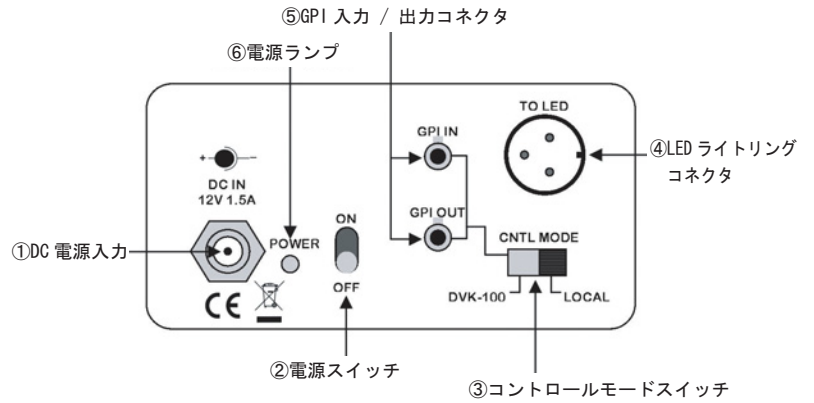 ⑤GPI 入力 / 出力コネクタ
⑥電源ランプ
TO LED
GPI IN
④LED ライトリング
コネクタ
+ −
DC IN
12V 1.5A
GPI OUT
ON
CNTL MODE
①DC 電源入力
POWER
OFF
DVK-100
LOCAL
CE
②電源スイッチ
③コントロールモードスイッチ